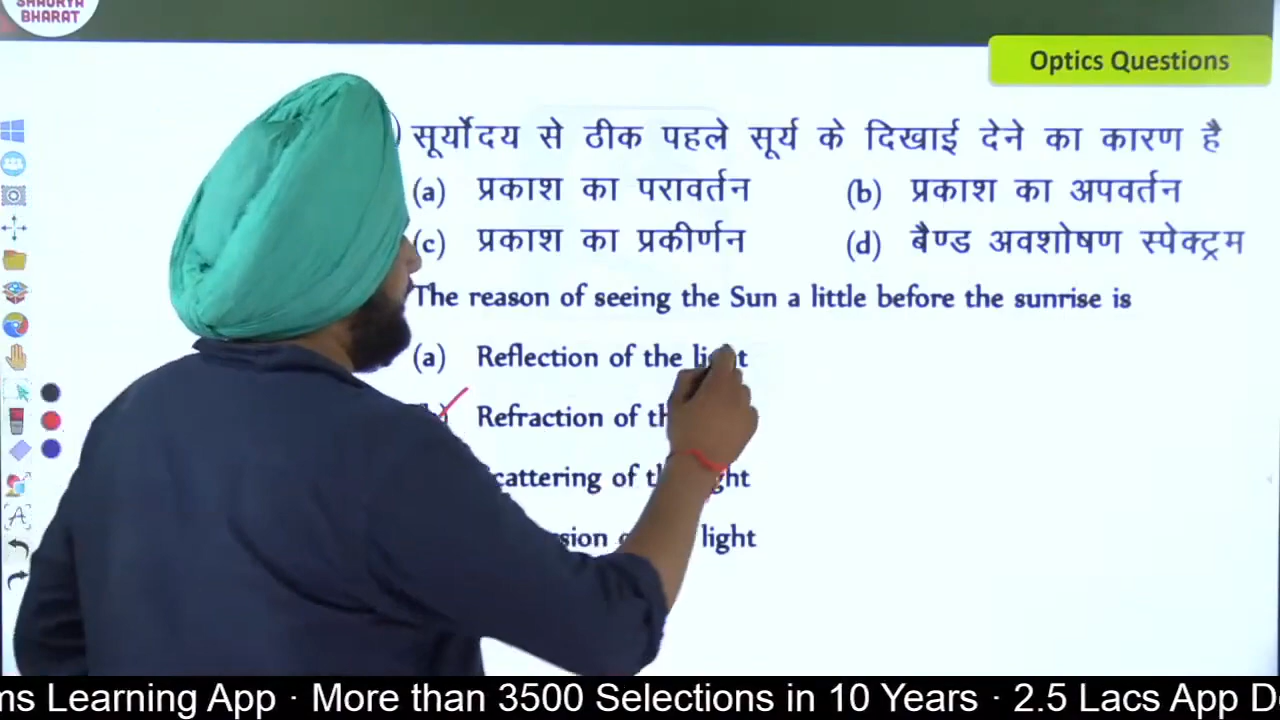 SHAURYA
BHARAT
Optics Questions
) सूर्योदय से ठीक पहले सूर्य के दिखाई देने का कारण है
(a) प्रकाश का परावर्तन (b) प्रकाश का अपवर्तन
(c) प्रकाश का प्रकीर्णन (d) बैण्ड अवशोषण स्पेक्ट्रम
The reason of seeing the Sun a little before the sunrise is
(a) Reflection of the light
Refraction of
of
light
ms Learning App · More than 3500 Selections in 10 Years · 2.5 Lacs App D